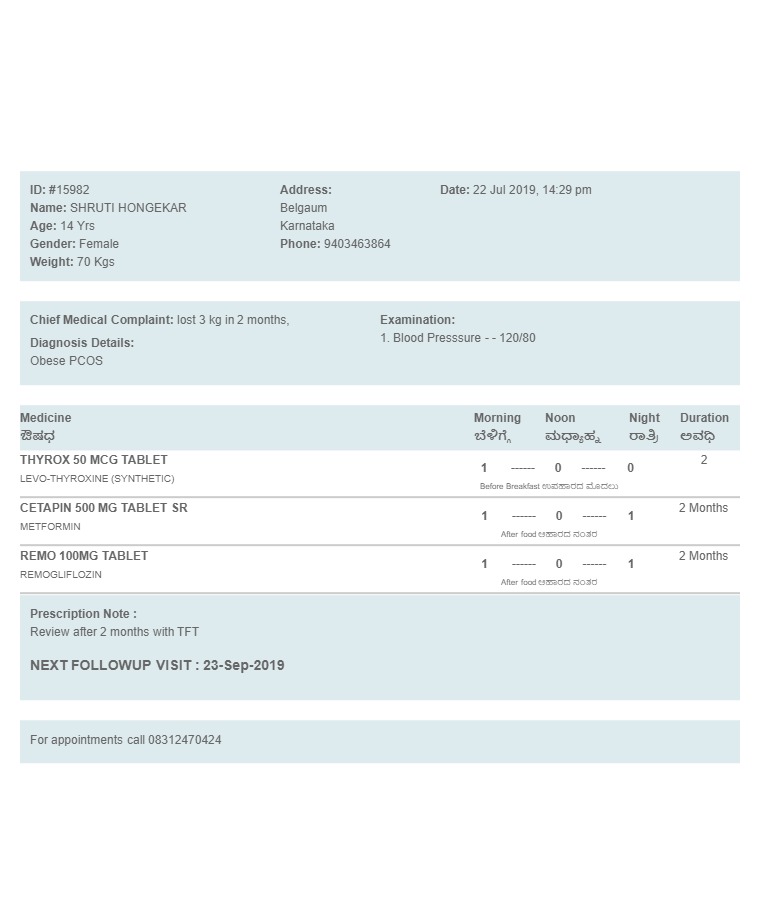 ID: #15982
Name: SHRUTI HONGEKAR
Age: 14 Yrs
Gender: Female
Weight: 70 Kgs
Address:
Belgaum
Karnataka
Phone: 9403463864
Date: 22 Jul 2019, 14:29 pm
Chief Medical Complaint: lost 3 kg in 2 months,
Diagnosis Details:
Obese PCOS
Examination:
1. Blood Presssure - - 120/80
Medicine Morning Noon Night Duration
ಔಷಧ ಬೆಳಿಗ್ಗೆ ಮಧ್ಯಾಹ್ನ ರಾತ್ರಿ ಅವಧಿ
THYROX 50 MCG TABLET 2
1 ------ 0 ------ 0
LEVO-THYROXINE (SYNTHETIC)
Before Breakfast ಉಪಹಾರದ ಮೊದಲು
CETAPIN 500 MG TABLET SR 2 Months
1 ------ 0 ------ 1
METFORMIN
After food ಆಹಾರದ ನಂತರ
REMO 100MG TABLET 2 Months
1 ------ 0 ------ 1
REMOGLIFLOZIN
After food ಆಹಾರದ ನಂತರ
Prescription Note :
Review after 2 months with TFT
NEXT FOLLOWUP VISIT : 23-Sep-2019
For appointments call 08312470424